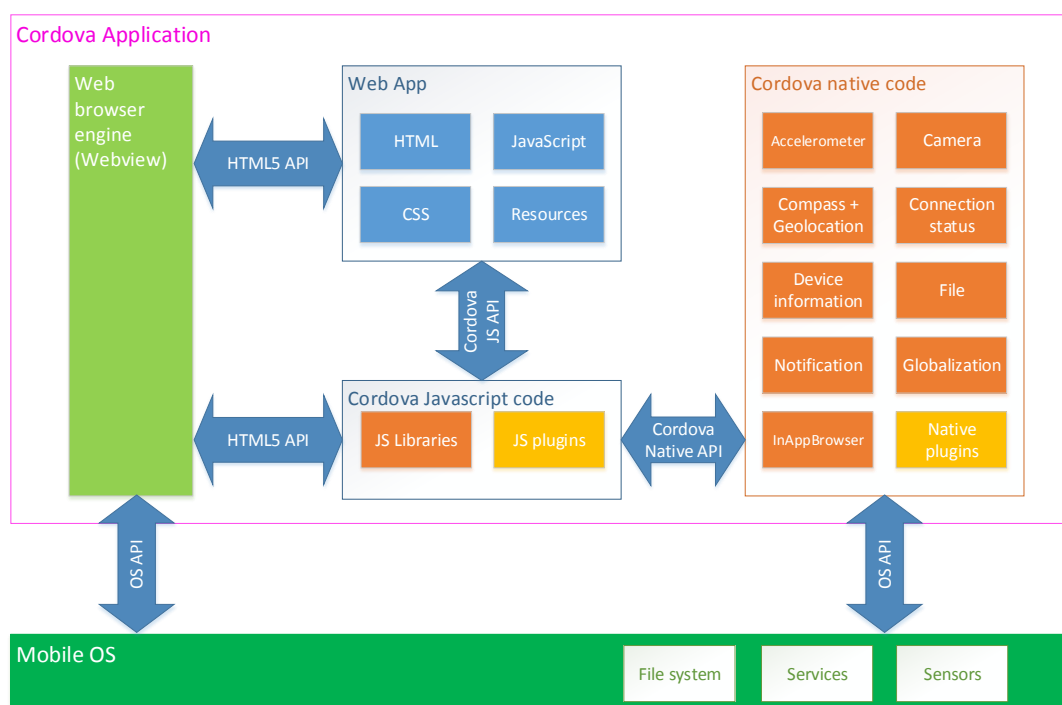 Cordova Application
Web
browser
engine
(Webview)
HTML5 API
Web App
HTML
JavaScript
CSS
Resources
Cordova
JS API
HTML5 API
Cordova Javascript code
JS Libraries
JS plugins
Cordova
Native API
Cordova native code
Accelerometer
Camera
Compass +
Geolocation
Connection
status
Device
information
File
Notification
Globalization
InAppBrowser
Native
plugins
OS API
OS API
Mobile OS
File system
Services
Sensors